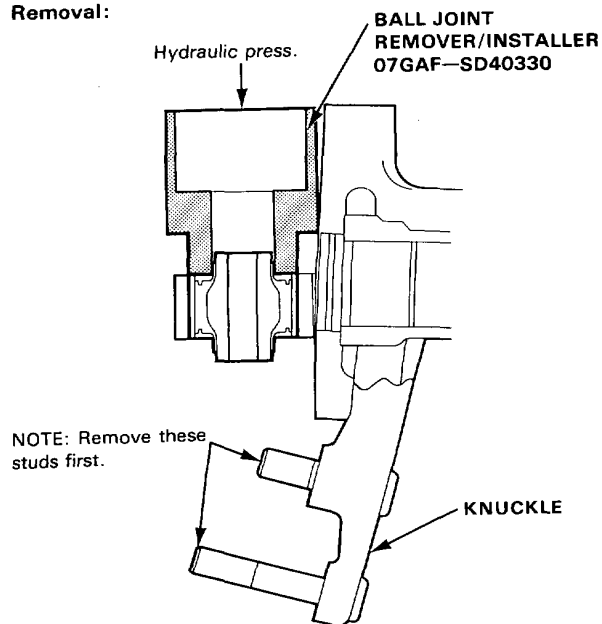 Removal:
Hydraulic press.
BALL JOINT
REMOVER/INSTALLER
07GAF—SD40330
NOTE: Remove these
studs first.
KNUCKLE